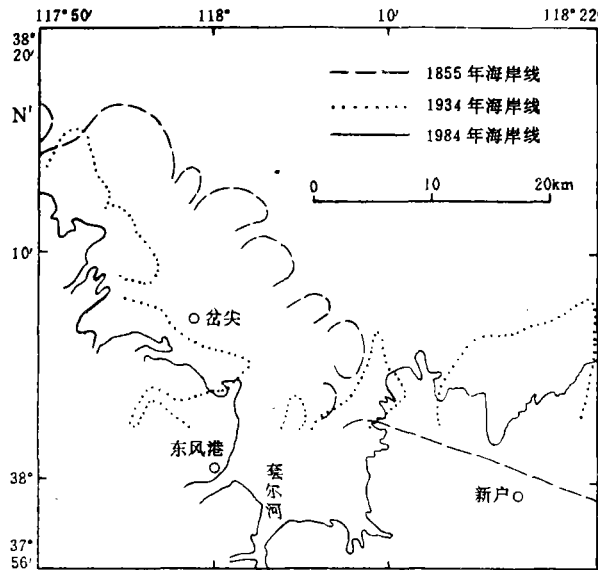 117°50′ 118° 10′ 118°22′
38°
20′
N′
1855 年海岸线
1934 年海岸线
1984 年海岸线
0 10 20km
10′
岔尖
东风港
套尔河
38°
新户
37°
56′